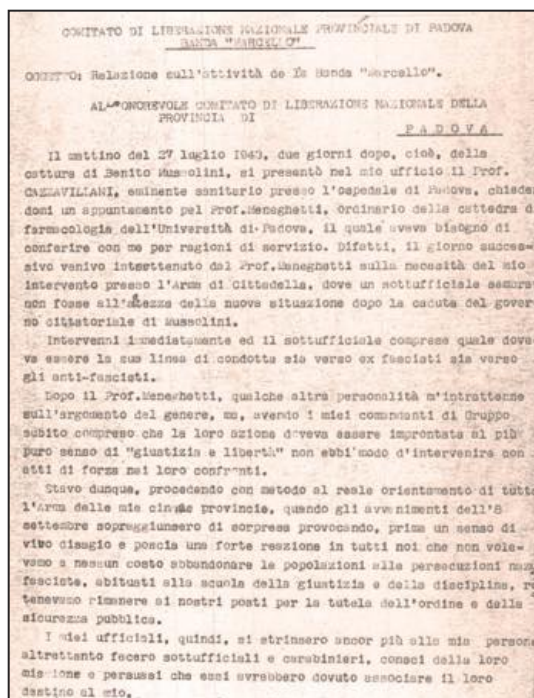 COMITATO DI LIBERAZIONE NAZIONALE PROVINCIALE DI PADOVA
BANDA "MARCELLO"
OGGETTO: Relazione sull'attività de la Banda "Marcello".
ALL'ONOREVOLE COMITATO DI LIBERAZIONE NAZIONALE DELLA
PROVINCIA DI
PADOVA
Il mattino del 27 luglio 1943, due giorni dopo, cioè, della
cattura di Benito Mussolini, si presentò nel mio ufficio il Prof.
CAZZAVILIANI, eminente sanitario presso l'Ospedale di Padova, chieden
domi un appuntamento pel Prof.Meneghetti, ordinario della cattedra d
farmacologia dell'Università di Padova, il quale aveva bisogno di
conferire con me per ragioni di servizio. Difatti, il giorno succes-
sivo venivo intrattenuto dal Prof.Meneghetti sulla necessità del mio
intervento presso l'Arma di Cittadella, dove un sottufficiale sembra
non fosse all'altezza della nuova situazione dopo la caduta del gover
no dittatoriale di Mussolini.
Intervenni immediatamente ed il sottufficiale comprese quale dove
va essere la sua linea di condotta sia verso ex fascisti sia verso
gli anti-fascisti.
Dopo il Prof.Meneghetti, qualche altra personalità m'intrattenne
sull'argomento del genere, ma, avendo i miei comandanti di Gruppo
subito compreso che la loro azione doveva essere improntata al più
puro senso di "giustizia e libertà" non ebbi modo d'intervenire con
atti di forza nei loro confronti.
Stavo dunque, procedendo con metodo al reale orientamento di tutta
l'Arma delle mie cinque provincie, quando gli avvenimenti dell'8
settembre sopraggiunsero di sorpresa provocando, prima un senso di
vivo disagio e poscia una forte reazione in tutti noi che non vole-
vamo a nessun costo abbandonare la popolazioni alle persecuzioni nazi
fasciste, abituati alla scuola della giustizia e della disciplina, ri
tenevamo rimanere ai nostri posti per la tutela dell'ordine e della
sicurezza pubblica.
I miei ufficiali, quindi, si strinsero ancor più alla mia persona
altrettanto fecero sottufficiali e carabinieri, consci della loro
missione e persuasi che essi avrebbero dovuto associare il loro
destino al mio.